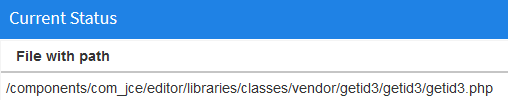 Current Status
File with path
/components/com_jce/editor/libraries/classes/vendor/getid3/getid3/getid3.php